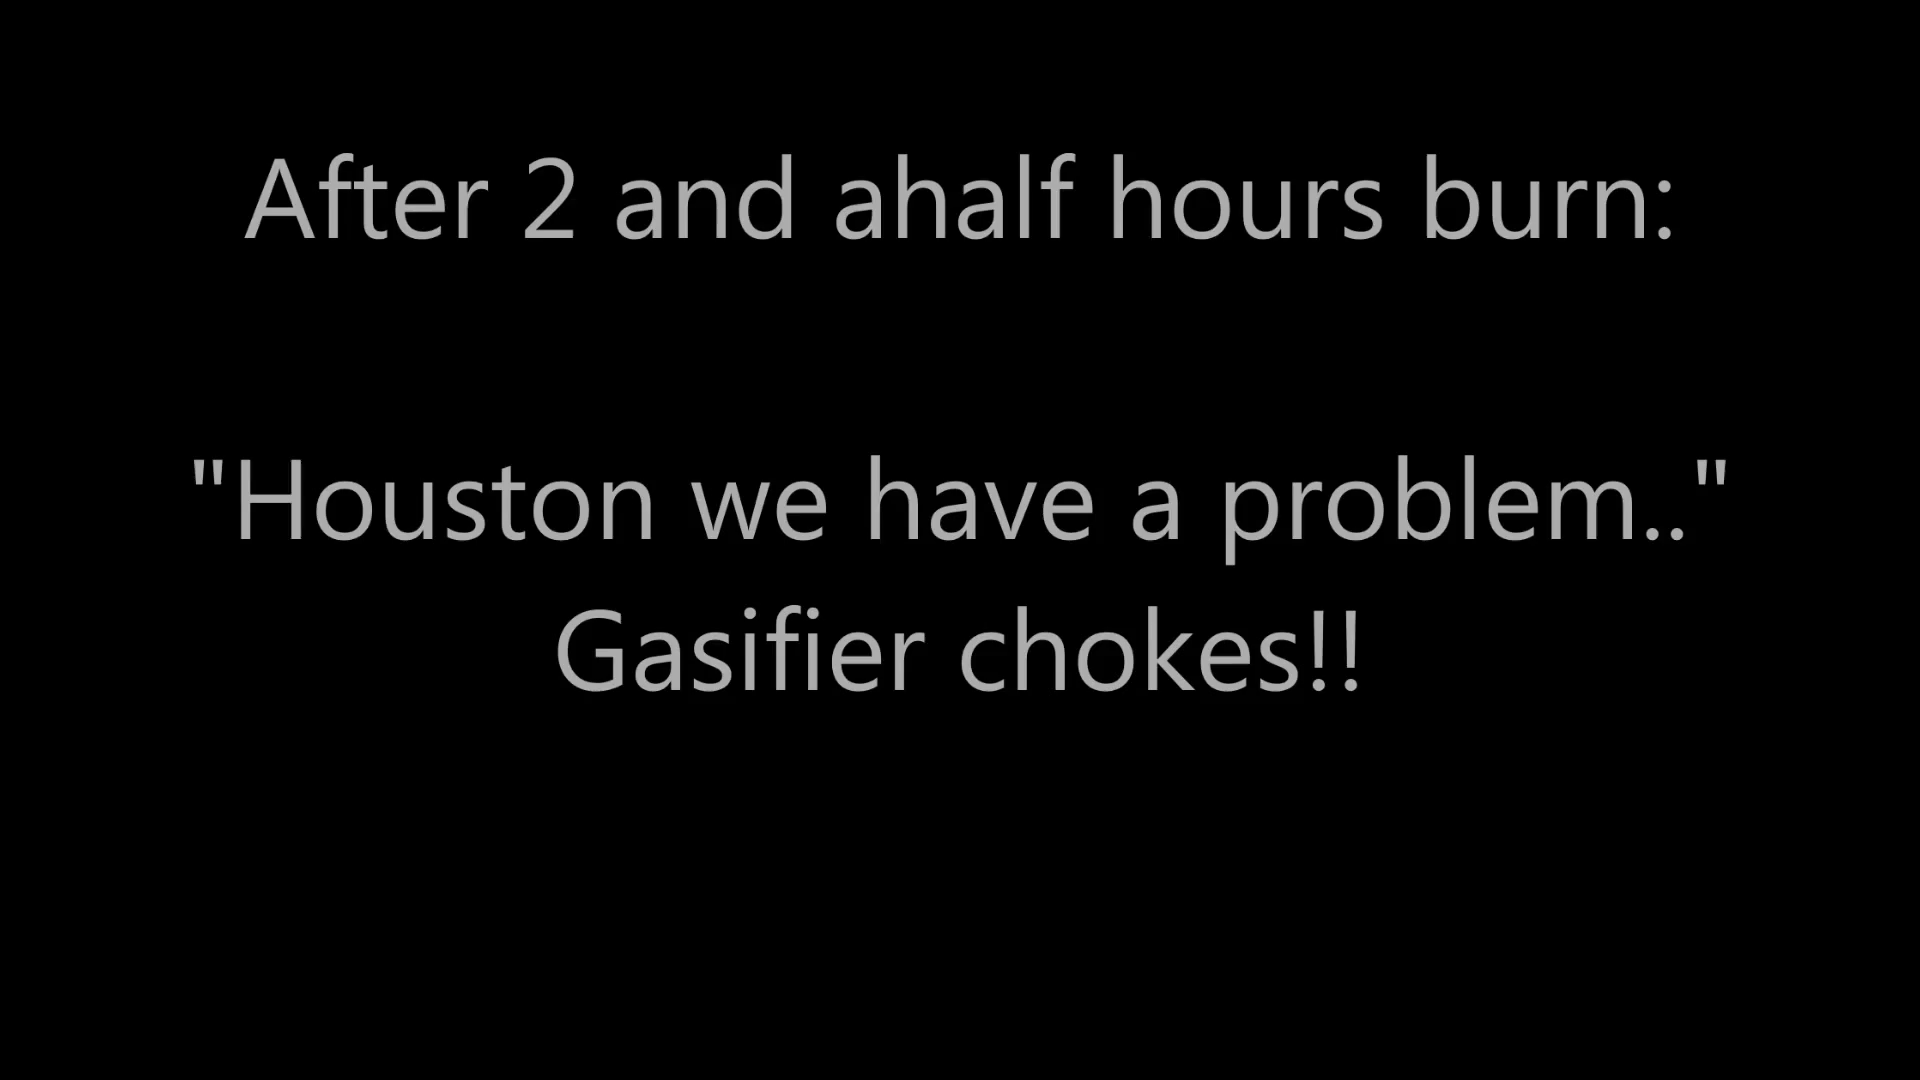 After 2 and ahalf hours burn:
"Houston we have a problem.."
Gasifier chokes!!